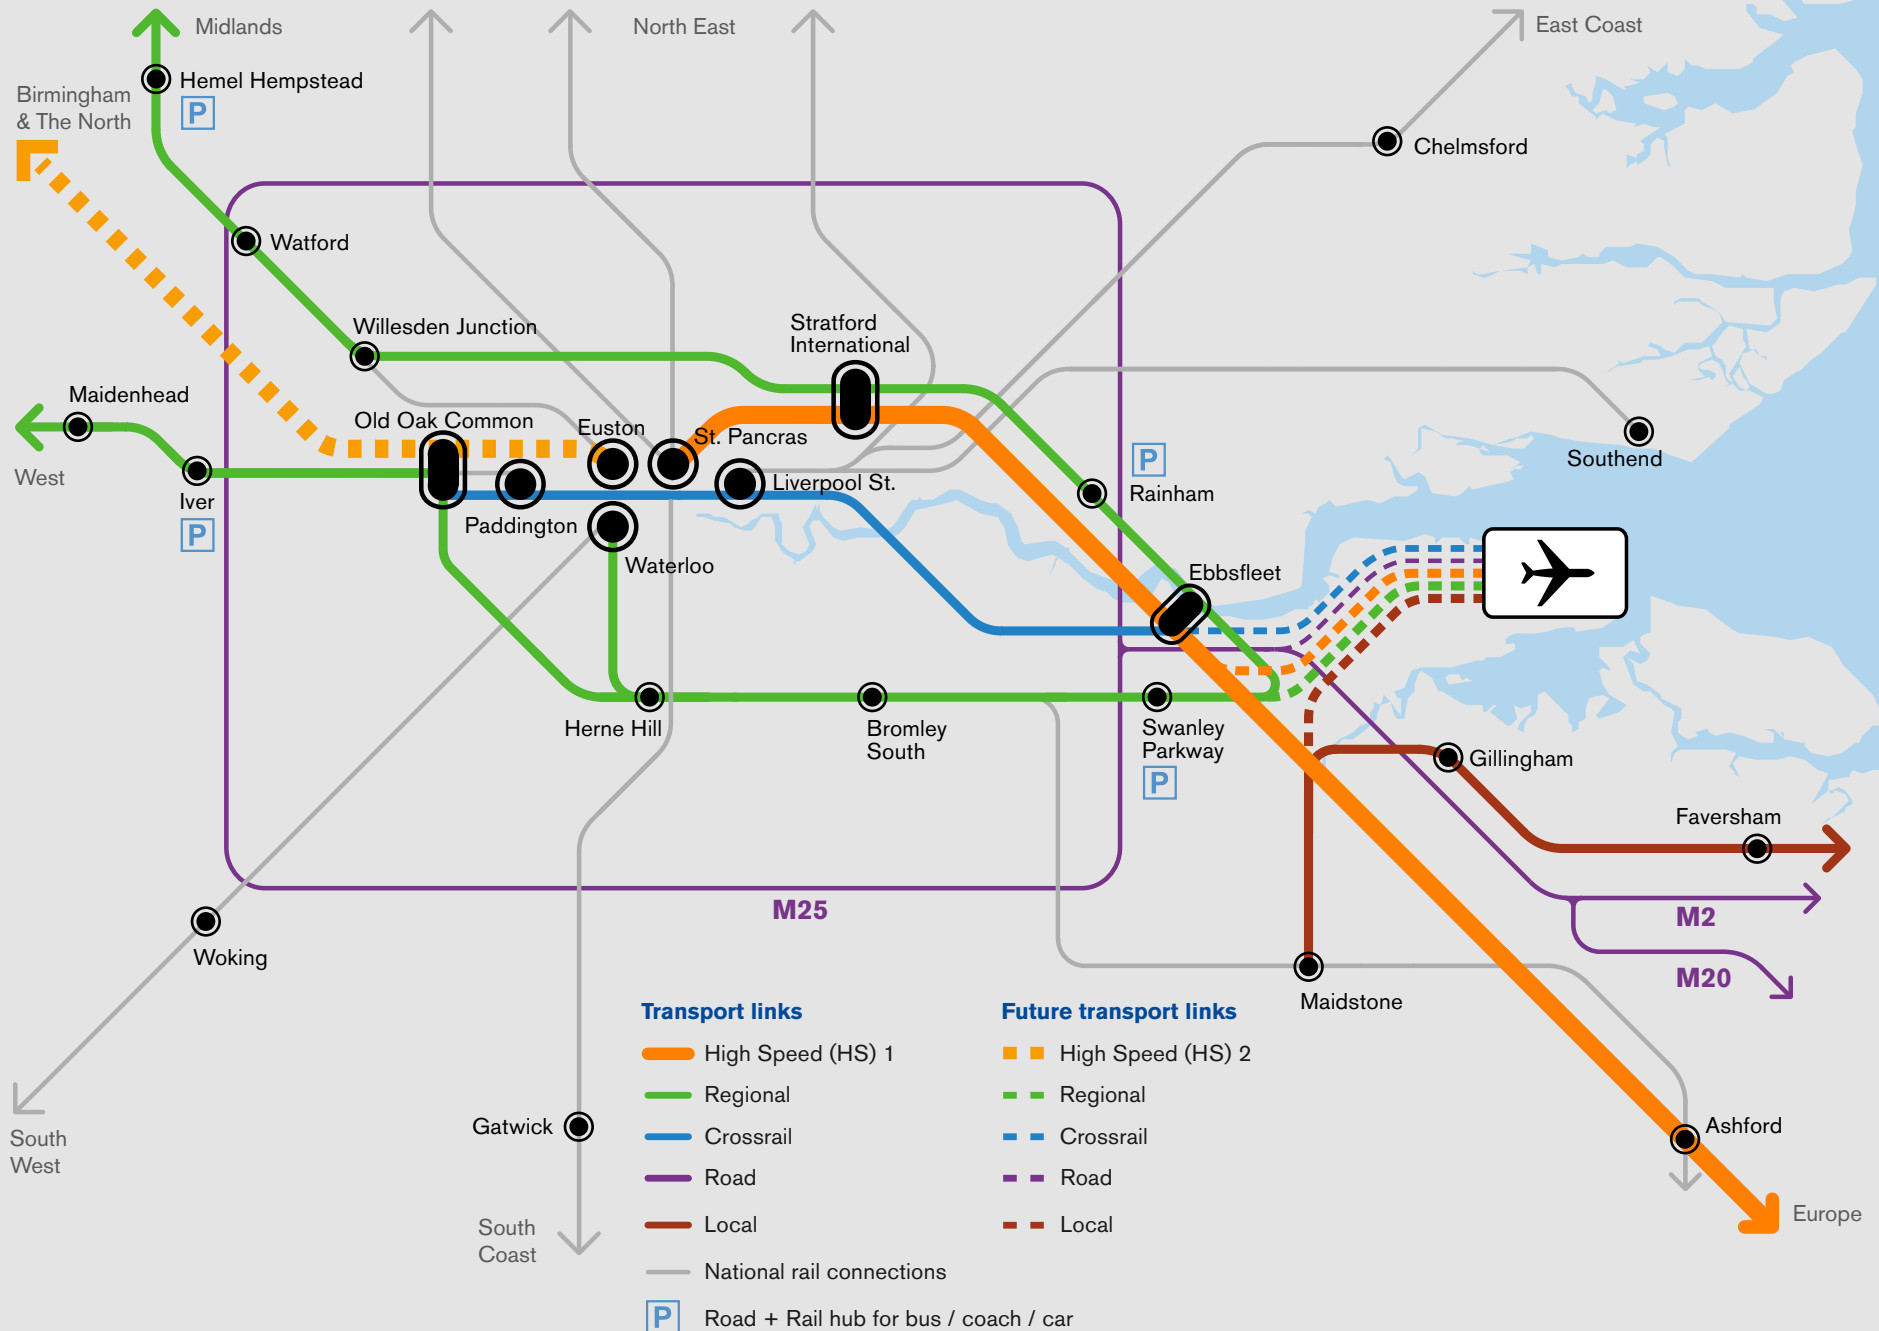 Midlands
North East
East Coast
Hemel Hempstead
P
Birmingham
& The North
Chelmsford
Watford
Willesden Junction
Stratford
International
Maidenhead
Old Oak Common
Euston
St. Pancras
West
Iver
P
Paddington
Liverpool St.
Waterloo
P
Rainham
Southend
Ebbsfleet
Herne Hill
Bromley
South
Swanley
Parkway
P
Gillingham
Faversham
M25
M2
M20
Woking
Maidstone
South
West
Gatwick
South
Coast
Ashford
Europe
Transport links
High Speed (HS) 1
Regional
Crossrail
Road
Local
National rail connections
P Road + Rail hub for bus / coach / car
Future transport links
High Speed (HS) 2
Regional
Crossrail
Road
Local